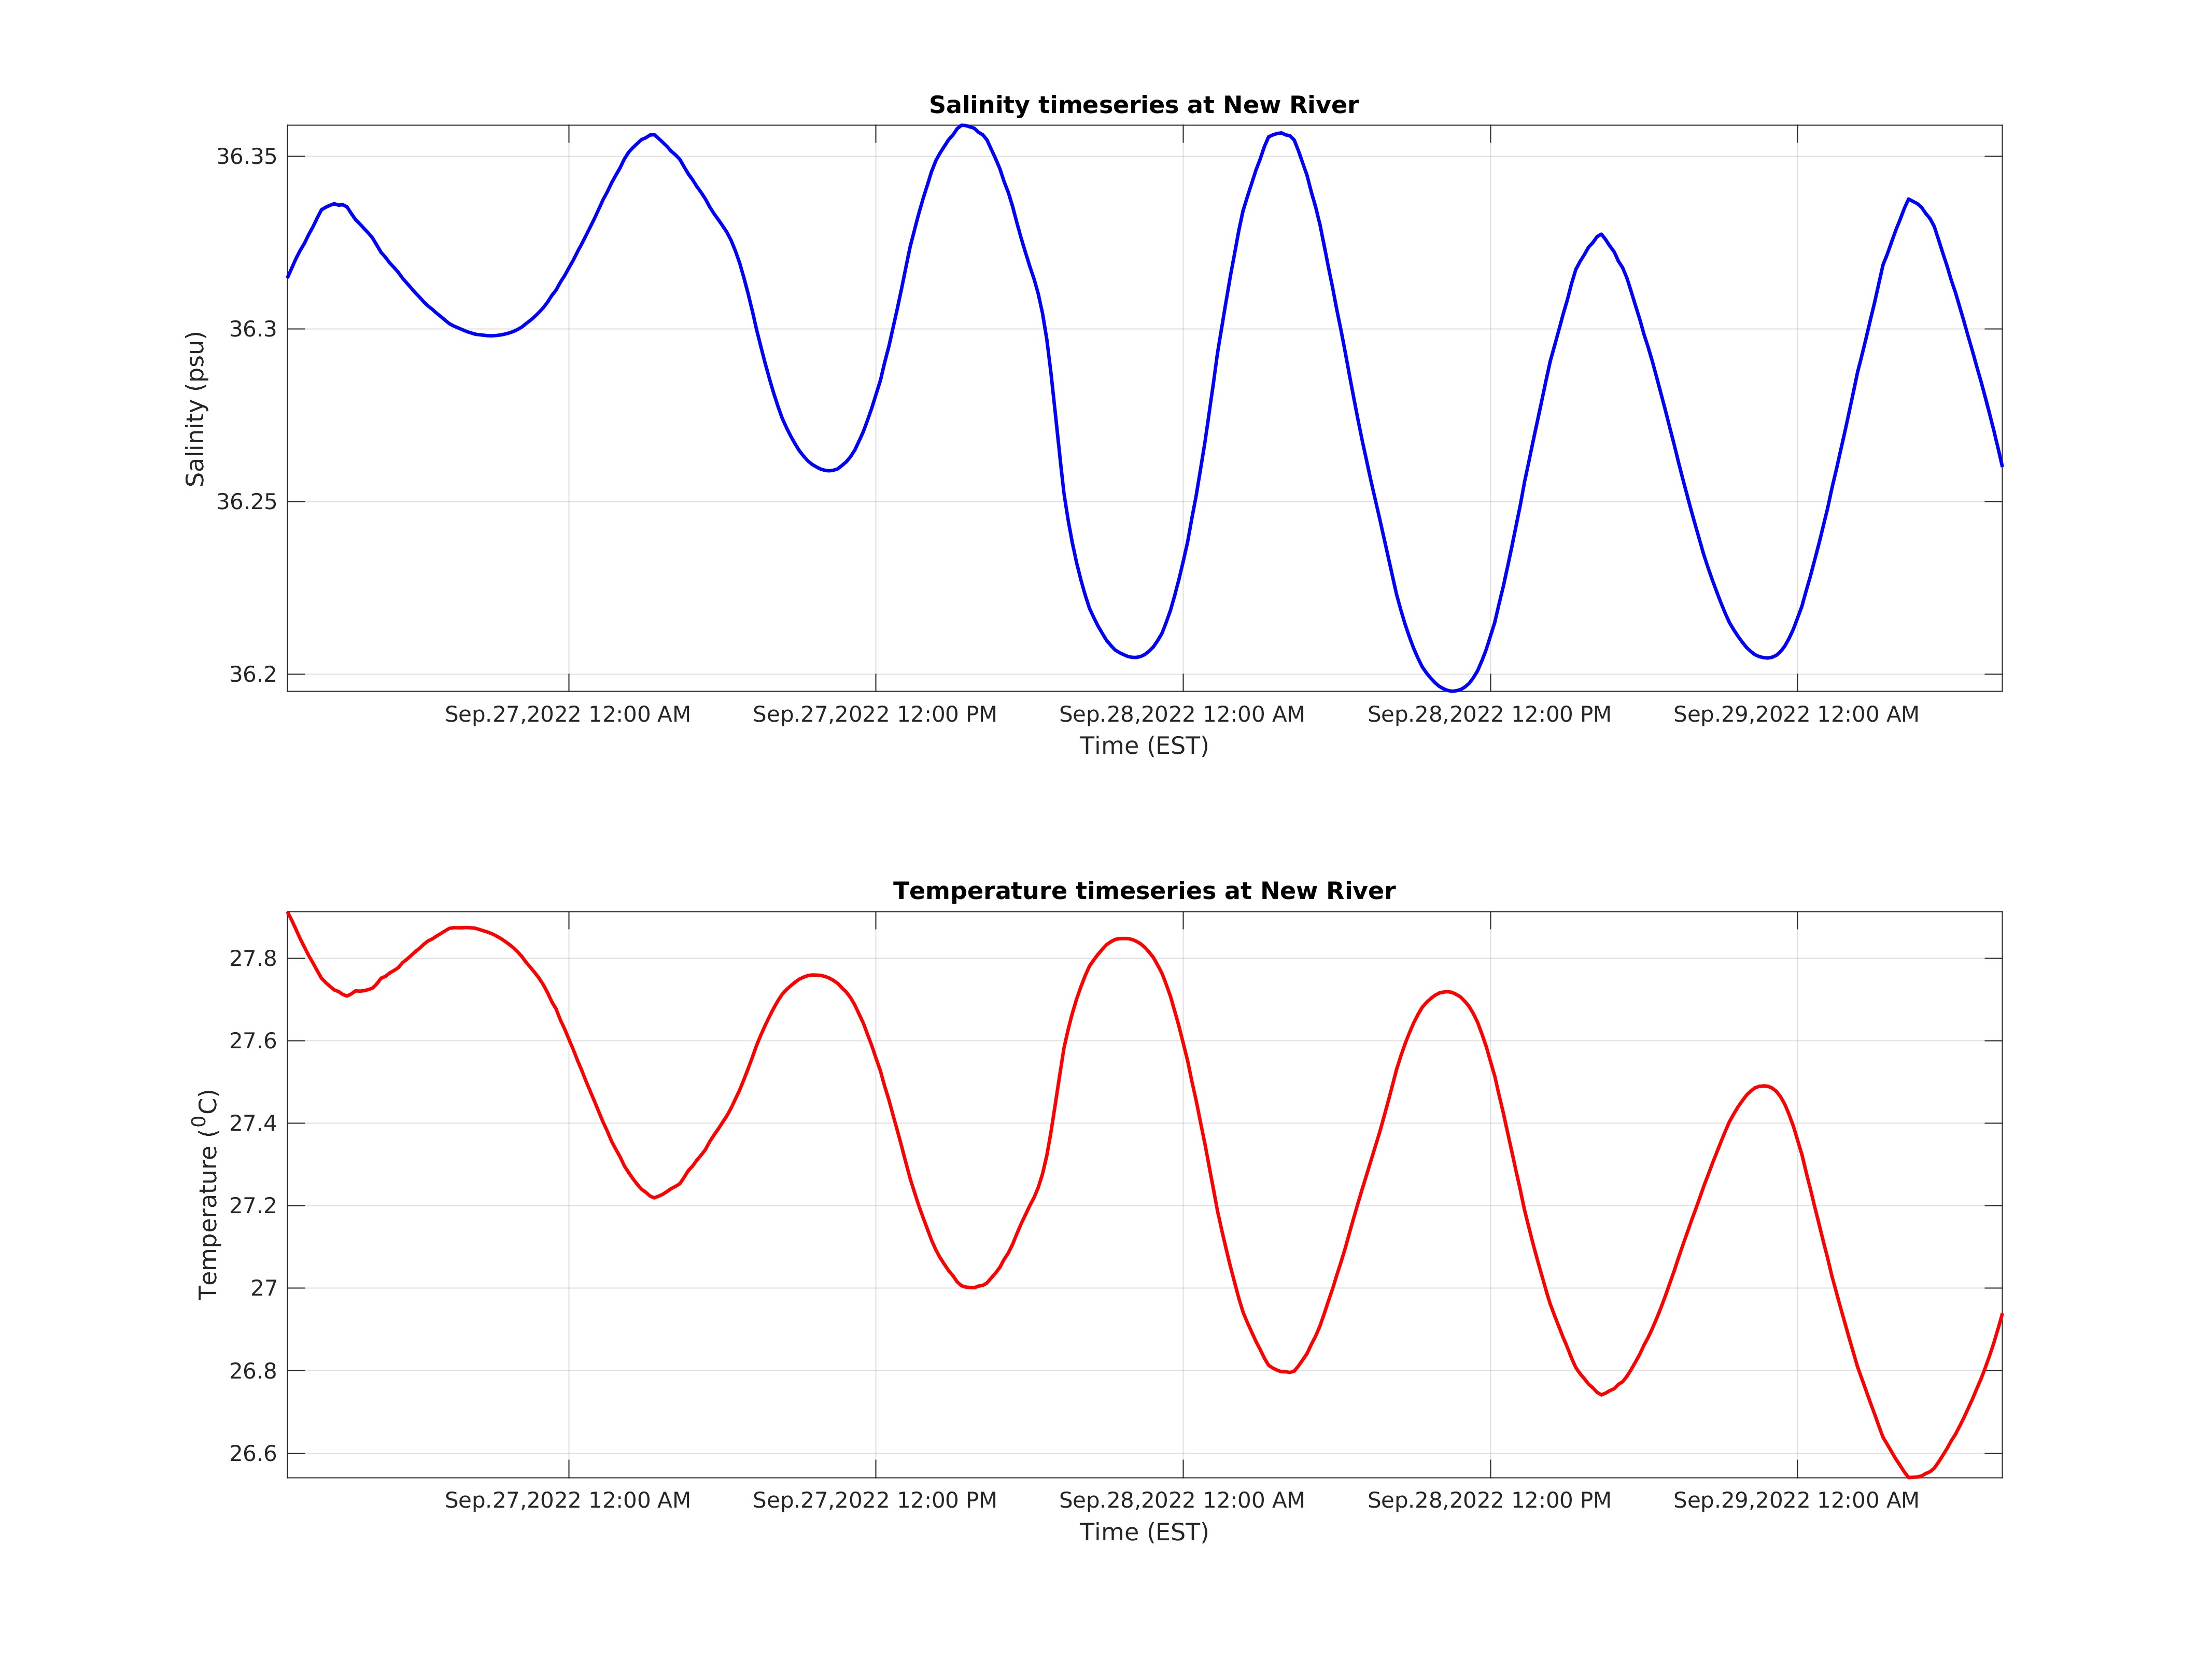 Salinity timeseries at New River
36.35
36.3
36.25
36.2
Salinity (psu)
Sep.27,2022 12:00 AM Sep.27,2022 12:00 PM Sep.28,2022 12:00 AM Sep.28,2022 12:00 PM Sep.29,2022 12:00 AM
Time (EST)
Temperature timeseries at New River
27.8
27.6
27.4
27.2
27
26.8
26.6
Temperature (⁰C)
Sep.27,2022 12:00 AM Sep.27,2022 12:00 PM Sep.28,2022 12:00 AM Sep.28,2022 12:00 PM Sep.29,2022 12:00 AM
Time (EST)